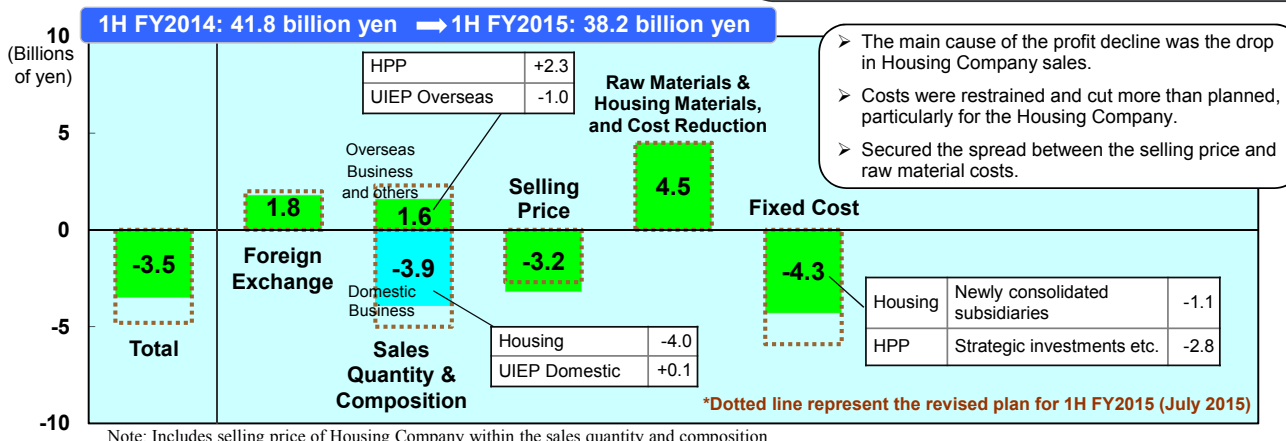 1H FY2014: 41.8 billion yen ➡ 1H FY2015: 38.2 billion yen
10
(Billions
of yen)
5
0
-5
-10
HPP +2.3
UIEP Overseas -1.0
➢ The main cause of the profit decline was the drop
in Housing Company sales.
➢ Costs were restrained and cut more than planned,
particularly for the Housing Company.
➢ Secured the spread between the selling price and
raw material costs.
-3.5
Total
1.8
Foreign
Exchange
Overseas
Business
and others
1.6
-3.9
Domestic
Business
Sales
Quantity &
Composition
Housing -4.0
UIEP Domestic +0.1
Selling
Price
-3.2
Raw Materials &
Housing Materials,
and Cost Reduction
4.5
Fixed Cost
-4.3
Housing Newly consolidated
subsidiaries -1.1
HPP Strategic investments etc. -2.8
*Dotted line represent the revised plan for 1H FY2015 (July 2015)
Note: Includes selling price of Housing Company within the sales quantity and composition